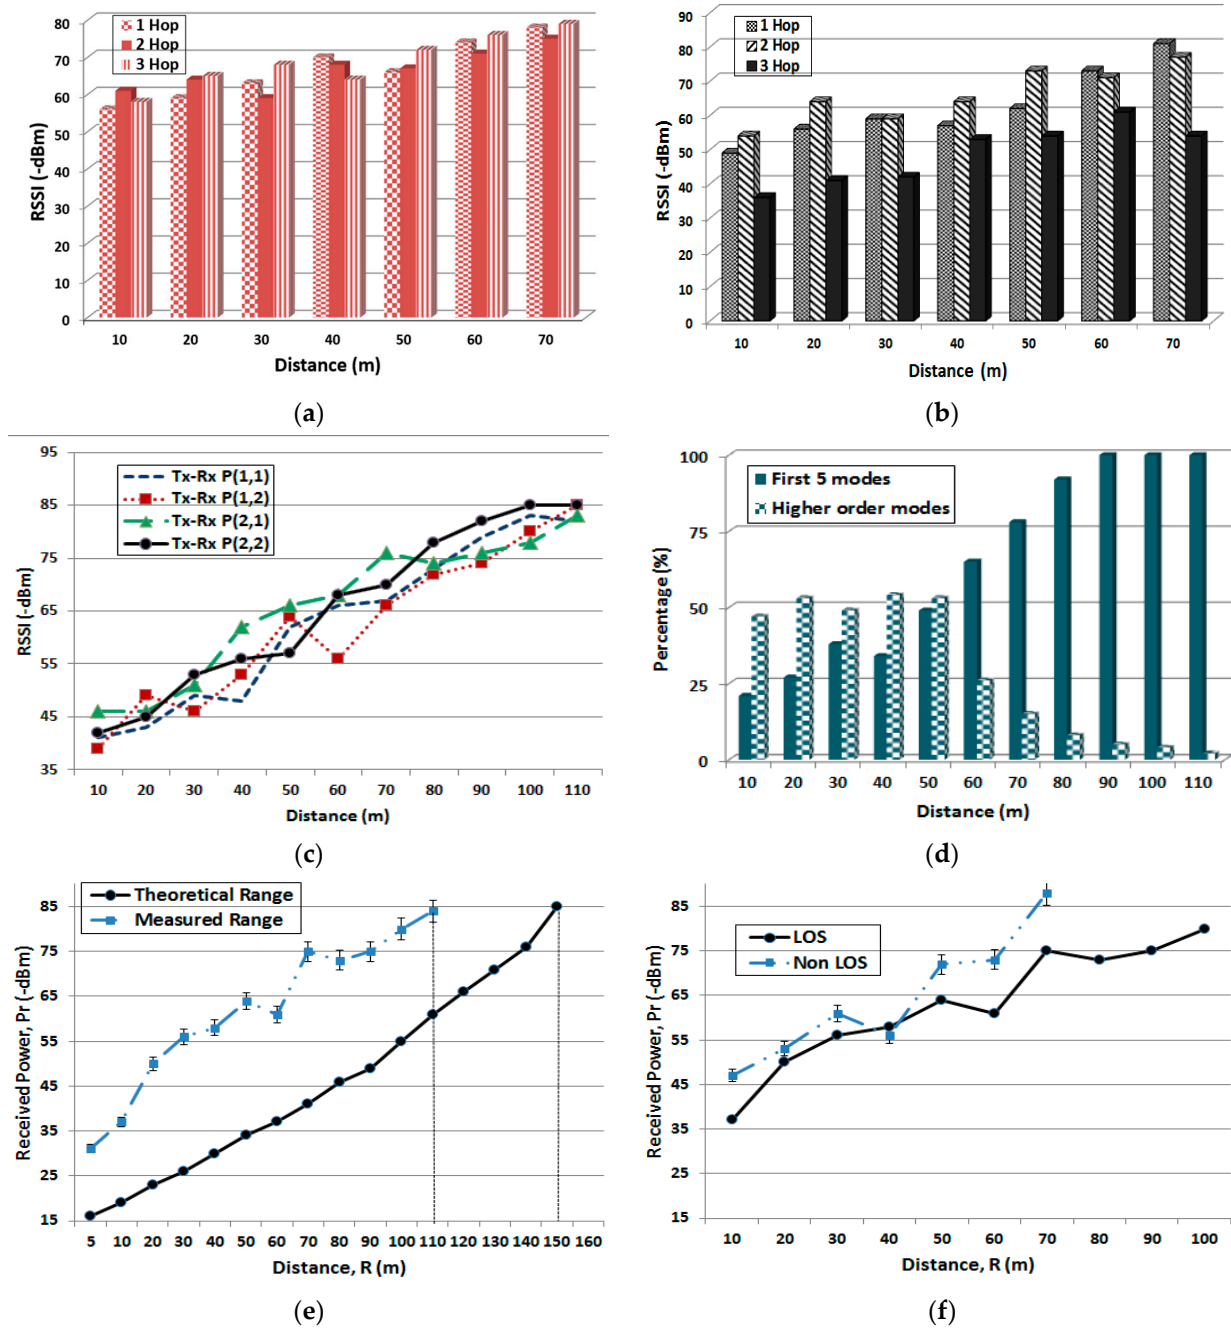 80
70
60
50
40
30
20
10
0
RSSI (-dBm)
1 Hop
2 Hop
3 Hop
10 20 30 40 50 60 70
Distance (m)
(a)
90
80
70
60
50
40
30
20
10
0
RSSI (-dBm)
1 Hop
2 Hop
3 Hop
10 20 30 40 50 60 70
Distance (m)
(b)
95
85
75
65
55
45
35
RSSI (-dBm)
Tx-Rx P(1,1)
Tx-Rx P(1,2)
Tx-Rx P(2,1)
Tx-Rx P(2,2)
10 20 30 40 50 60 70 80 90 100 110
Distance (m)
(c)
100
75
50
25
0
Percentage (%)
First 5 modes
Higher order modes
10 20 30 40 50 60 70 80 90 100 110
Distance (m)
(d)
85
75
65
55
45
35
25
15
Received Power, Pr (-dBm)
Theoretical Range
Measured Range
5 10 20 30 40 50 60 70 80 90 100 110 120 130 140 150 160
Distance, R (m)
(e)
85
75
65
55
45
35
25
15
Received Power, Pr (-dBm)
LOS
Non LOS
10 20 30 40 50 60 70 80 90 100
Distance, R (m)
(f)